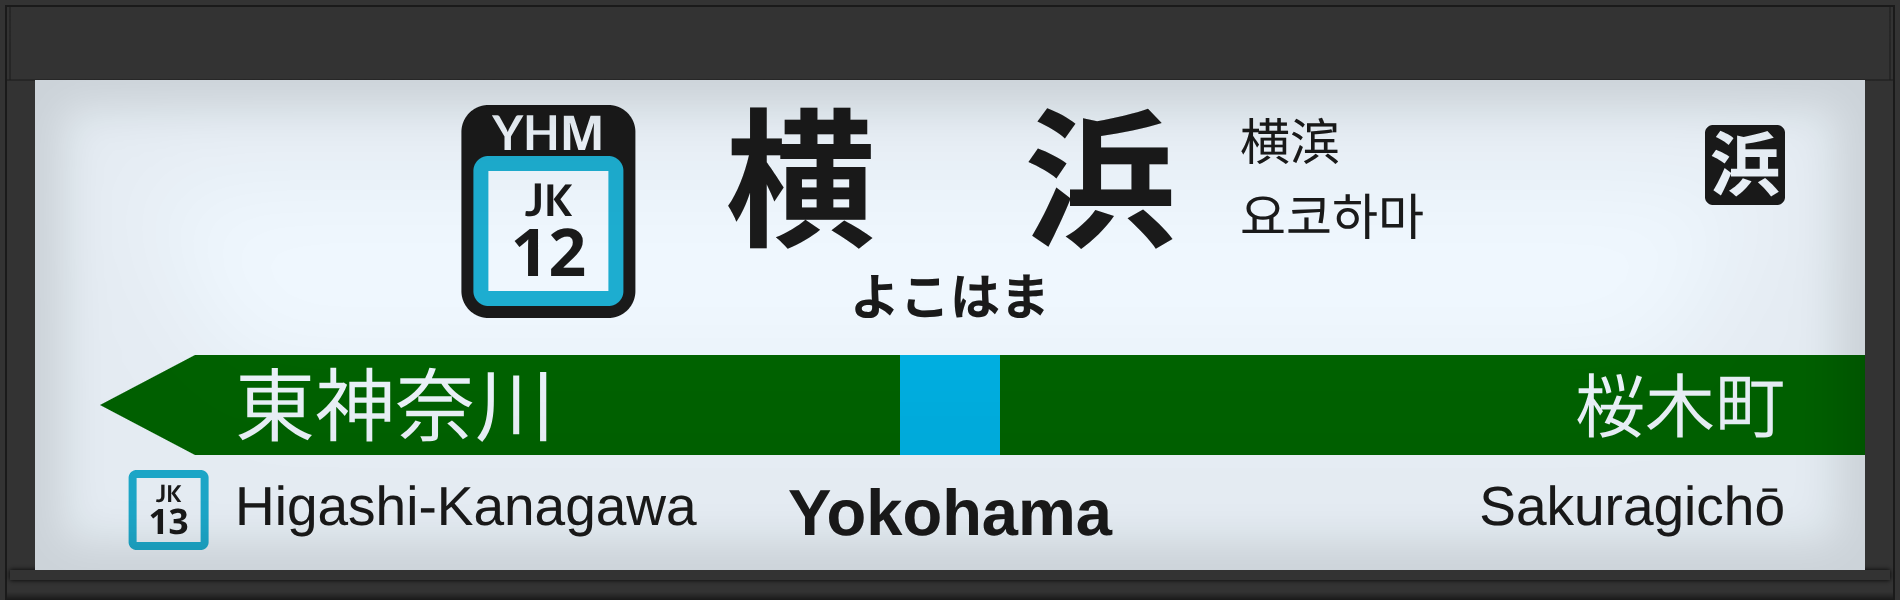 YHM
JK
12
横 浜
よこはま
横滨
요코하마
浜
東神奈川
桜木町
JK
13
Higashi-Kanagawa
Yokohama
Sakuragichō